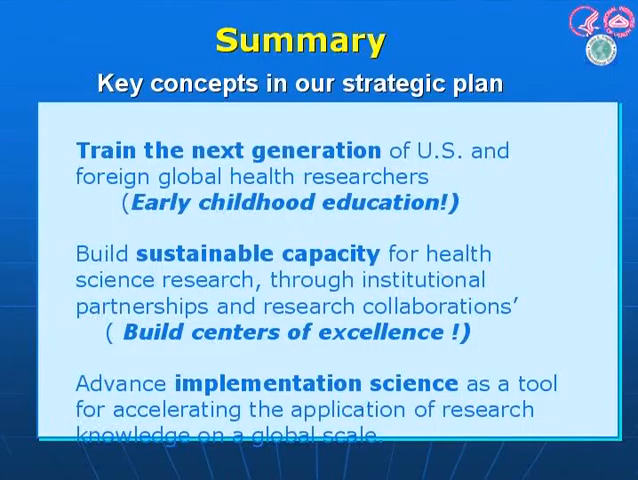 Summary
Key concepts in our strategic plan
Train the next generation of U.S. and
foreign global health researchers
(Early childhood education!)
Build sustainable capacity for health
science research, through institutional
partnerships and research collaborations’
( Build centers of excellence !)
Advance implementation science as a tool
for accelerating the application of research
knowledge on a global scale.